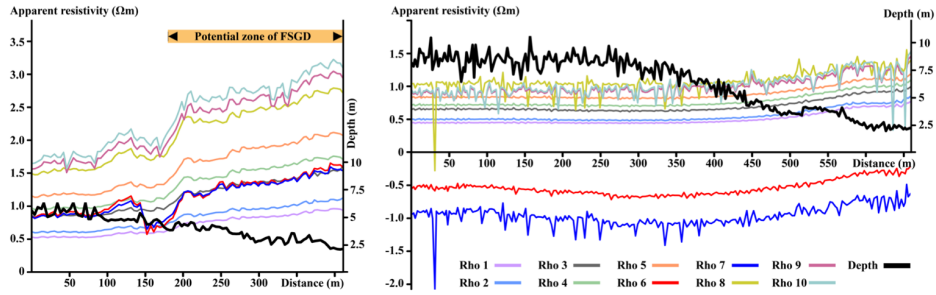 Apparent resistivity (Ωm)
Potential zone of FSGD
3.5
3.0
2.5
2.0
1.5
1.0
0.5
0
Depth (m)
10
7.5
5
2.5
50 100 150 200 250 300
Distance (m)
Apparent resistivity (Ωm)
Depth (m)
1.5
1.0
0.5
0
-0.5
-1.0
-1.5
-2.0
10
7.5
5
2.5
50 100 150 200 250 300 350 400 450 500 550
Distance (m)
Rho 1 Rho 3 Rho 5 Rho 7 Rho 9 Depth
Rho 2 Rho 4 Rho 6 Rho 8 Rho 10